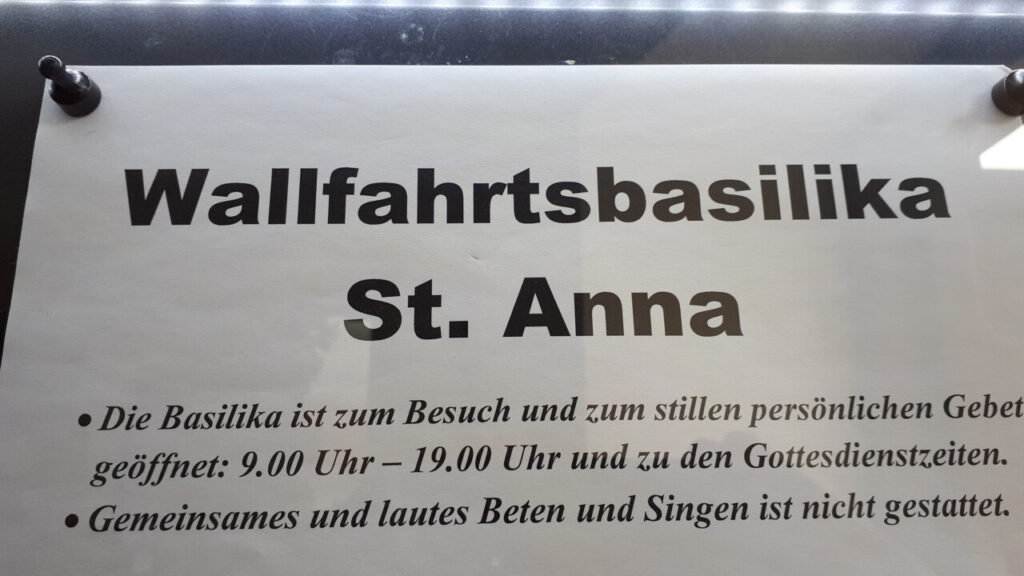 Wallfahrtsbasilika
St. Anna
• Die Basilika ist zum Besuch und zum stillen persönlichen Gebet
geöffnet: 9.00 Uhr – 19.00 Uhr und zu den Gottesdienstzeiten.
• Gemeinsames und lautes Beten und Singen ist nicht gestattet.